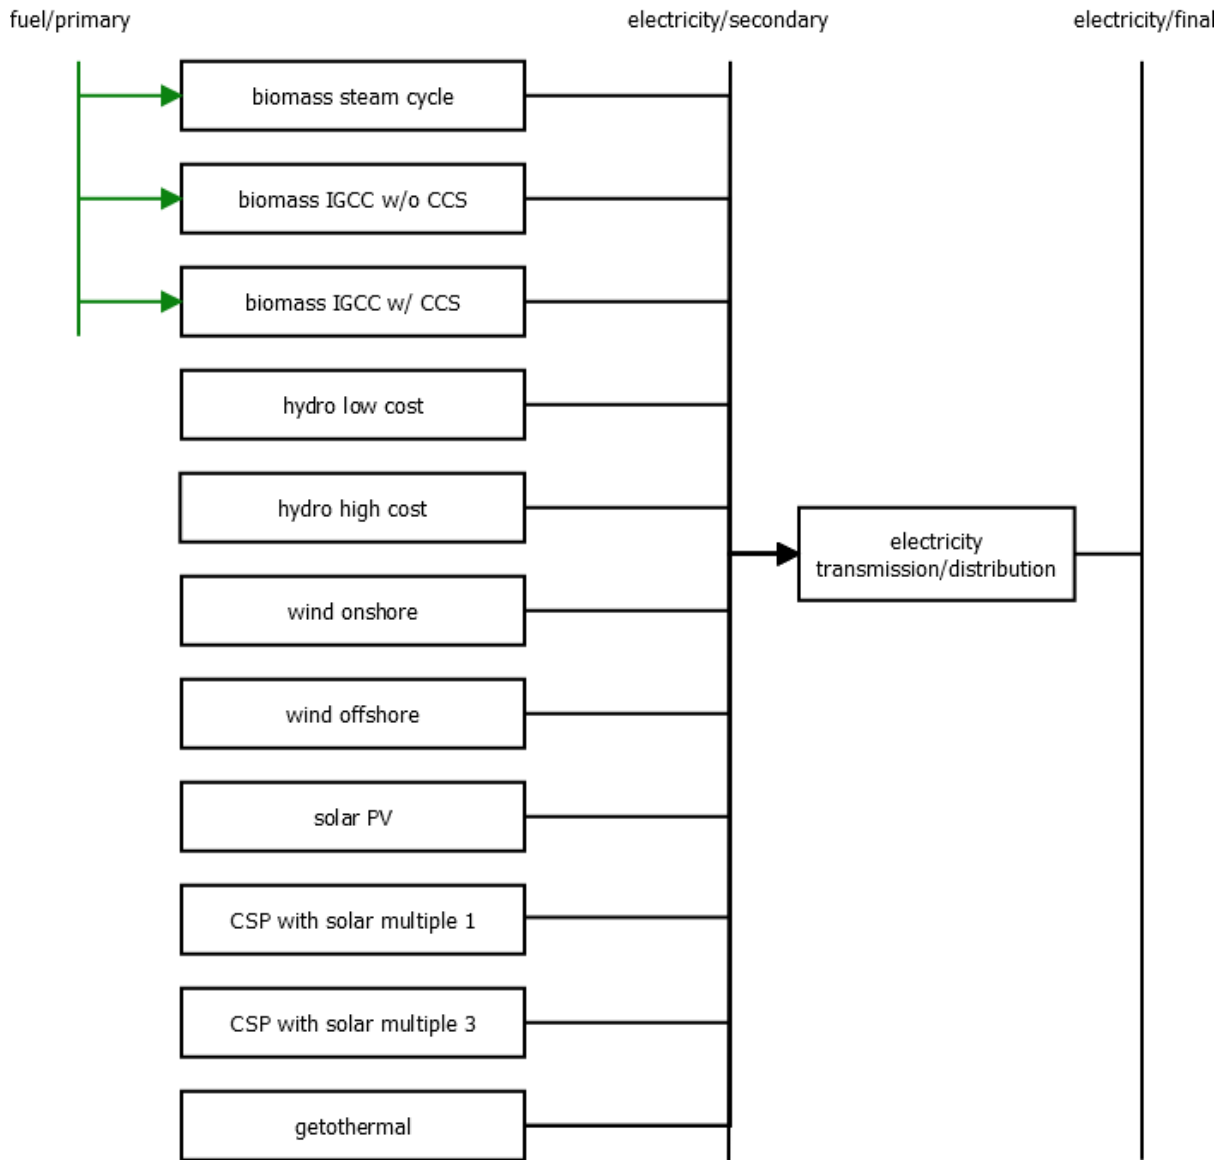 fuel/primary
electricity/secondary
electricity/final
biomass steam cycle
biomass IGCC w/o CCS
biomass IGCC w/ CCS
hydro low cost
hydro high cost
electricity
transmission/distribution
wind onshore
wind offshore
solar PV
CSP with solar multiple 1
CSP with solar multiple 3
getothermal